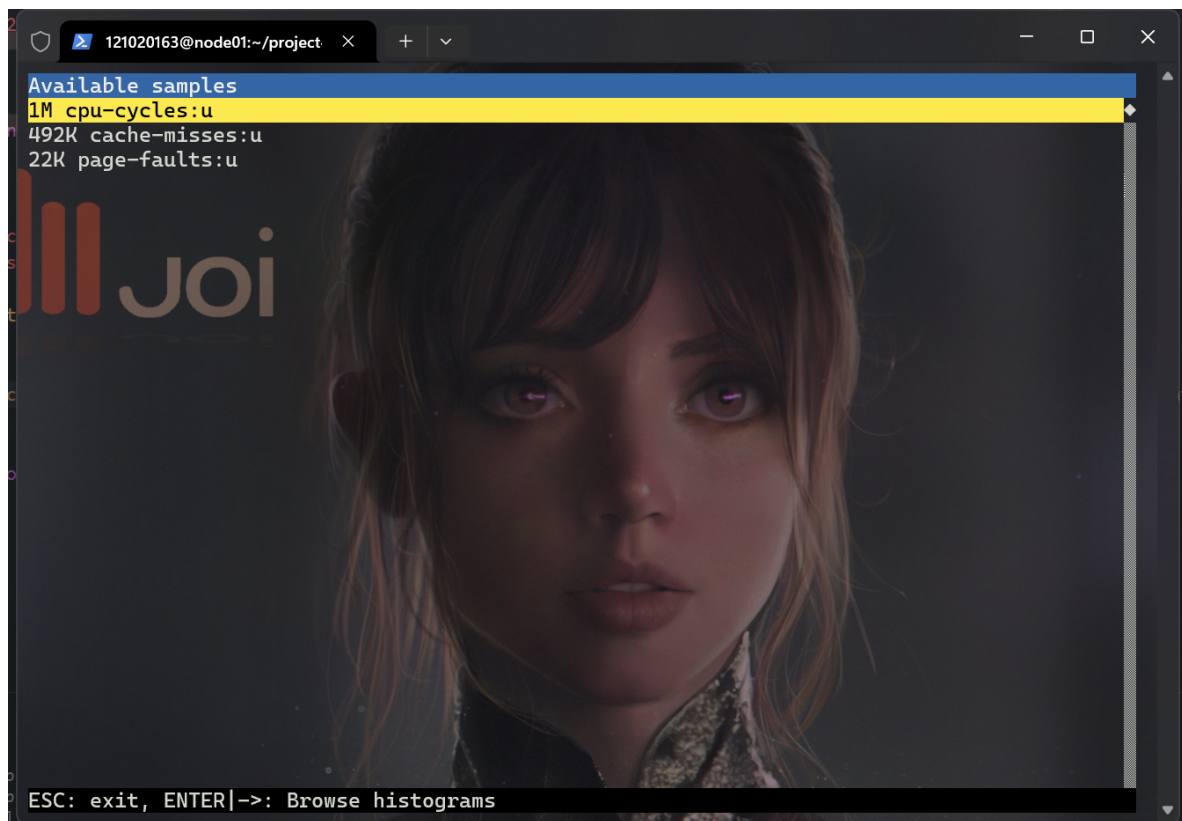 121020163@node01:~/project
Available samples
1M cpu-cycles:u
492K cache-misses:u
22K page-faults:u
JOI
ESC: exit, ENTER|->: Browse histograms